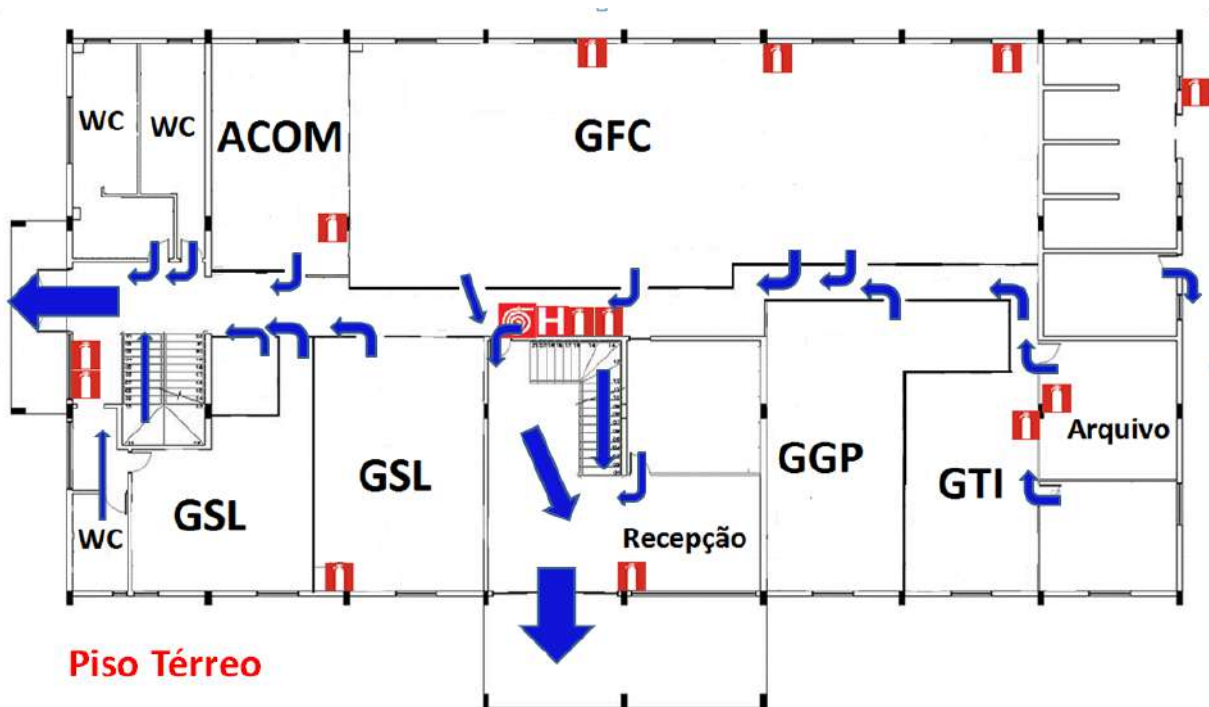 WC
WC
ACOM
GFC
H
GSL
GSL
WC
GGP
GTI
Arquivo
Recepção
Piso Térreo